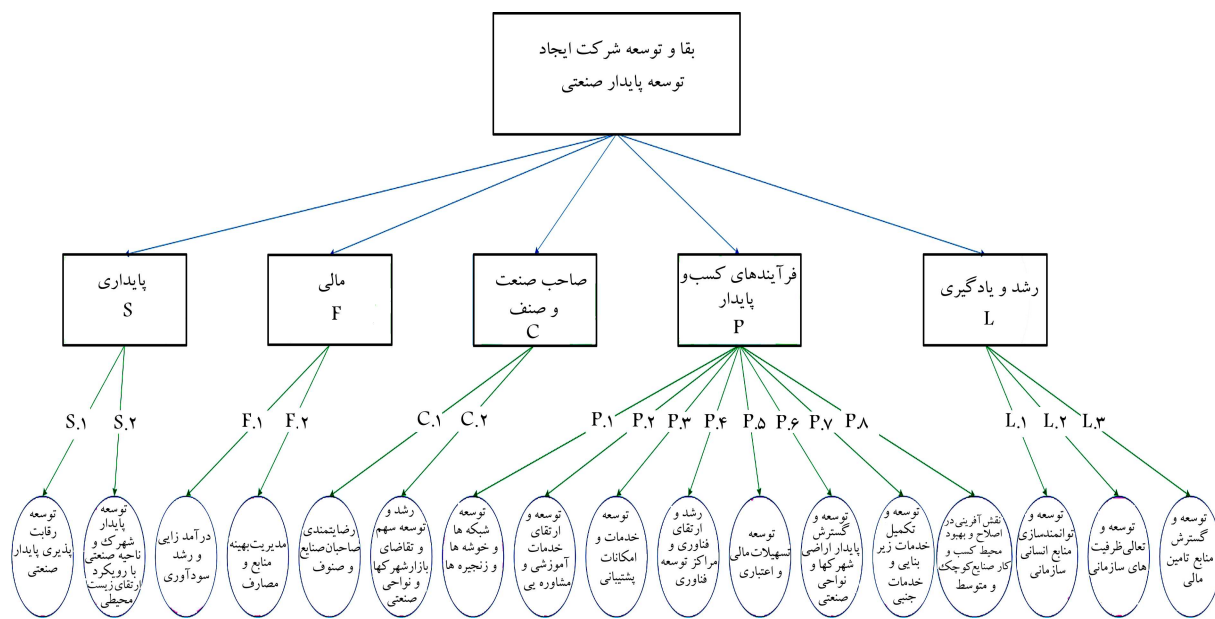 بقا و توسعه شرکت ایجاد
توسعه پایدار صنعتی
رشد و یادگیری
L
فرآیندهای کسب‌و
پایدار
P
صاحب صنعت
و صنف
C
مالی
F
پایداری
S
S.۱
S.۲
F.۱
F.۲
C.۱
C.۲
P.۱
P.۲
P.۳
P.۴
P.۵
P.۶
P.۷
P.۸
L.۱
L.۲
L.۳
توسعه
رقابت
پذیری پایدار
صنعتی
توسعه
پایدار
شهرک و
ناحیه صنعتی
با رویکرد
ارتقای زیست
محیطی
درآمد زایی
و رشد
سودآوری
مدیریت بهینه
منابع و
مصارف
رضایتمندی
صاحبان صنایع
و صنوف
رشد و
توسعه سهم
و تقاضای
بازار شهرکها
و نواحی
صنعتی
توسعه
شبکه ها
و خوشه ها
و زنجیره ها
توسعه و
ارتقای
خدمات
آموزشی و
مشاوره یی
توسعه
خدمات و
امکانات
پشتیبانی
رشد و
ارتقای
فناوری و
مراکز توسعه
فناوری
توسعه
تسهیلات مالی
و اعتباری
توسعه و
گسترش
پایدار اراضی
شهرکها و
نواحی
صنعتی
توسعه و
تکمیل
خدمات زیر
بنایی و
خدمات
جنبی
نقش آفرینی در
اصلاح و بهبود
محیط کسب و
کار صنایع کوچک
و متوسط
توسعه و
توانمندسازی
منابع انسانی
سازمانی
توسعه و
تعالی ظرفیت
های سازمانی
توسعه و
گسترش
منابع تامین
مالی